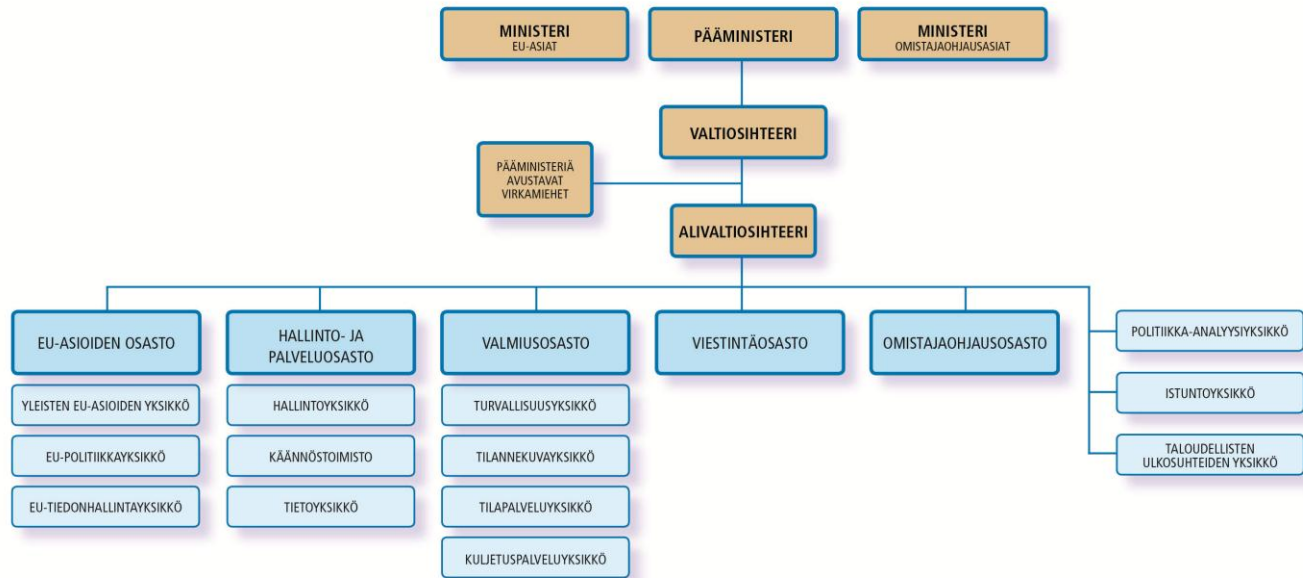 MINISTERI
EU-ASIAT
PÄÄMINISTERI
MINISTERI
OMISTAJAOHJAUSASIAT
VALTIOSIHTEERI
PÄÄMINISTERIÄ
AVUSTAVAT
VIRKAMIEHET
ALIVALTIOSIHTEERI
EU-ASIOIDEN OSASTO
YLEISTEN EU-ASIOIDEN YKSIKKÖ
EU-POLITIIKKAYKSIKKÖ
EU-TIEDONHALLINTAYKSIKKÖ
HALLINTO- JA
PALVELUOSASTO
HALLINTOYKSIKKÖ
KÄÄNNÖSTOIMISTO
TIETOYKSIKKÖ
VALMIUSOSASTO
TURVALLISUUSYKSIKKÖ
TILANNEKUVAYKSIKKÖ
TILAPALVELUYKSIKKÖ
KULJETUSPALVELUYKSIKKÖ
VIESTINTÄOSASTO
OMISTAJAOHJAUSOSASTO
POLITIIKKA-ANALYYSIYKSIKKÖ
ISTUNTOYKSIKKÖ
TALOUDELLISTEN
ULKOSUHTEIDEN YKSIKKÖ